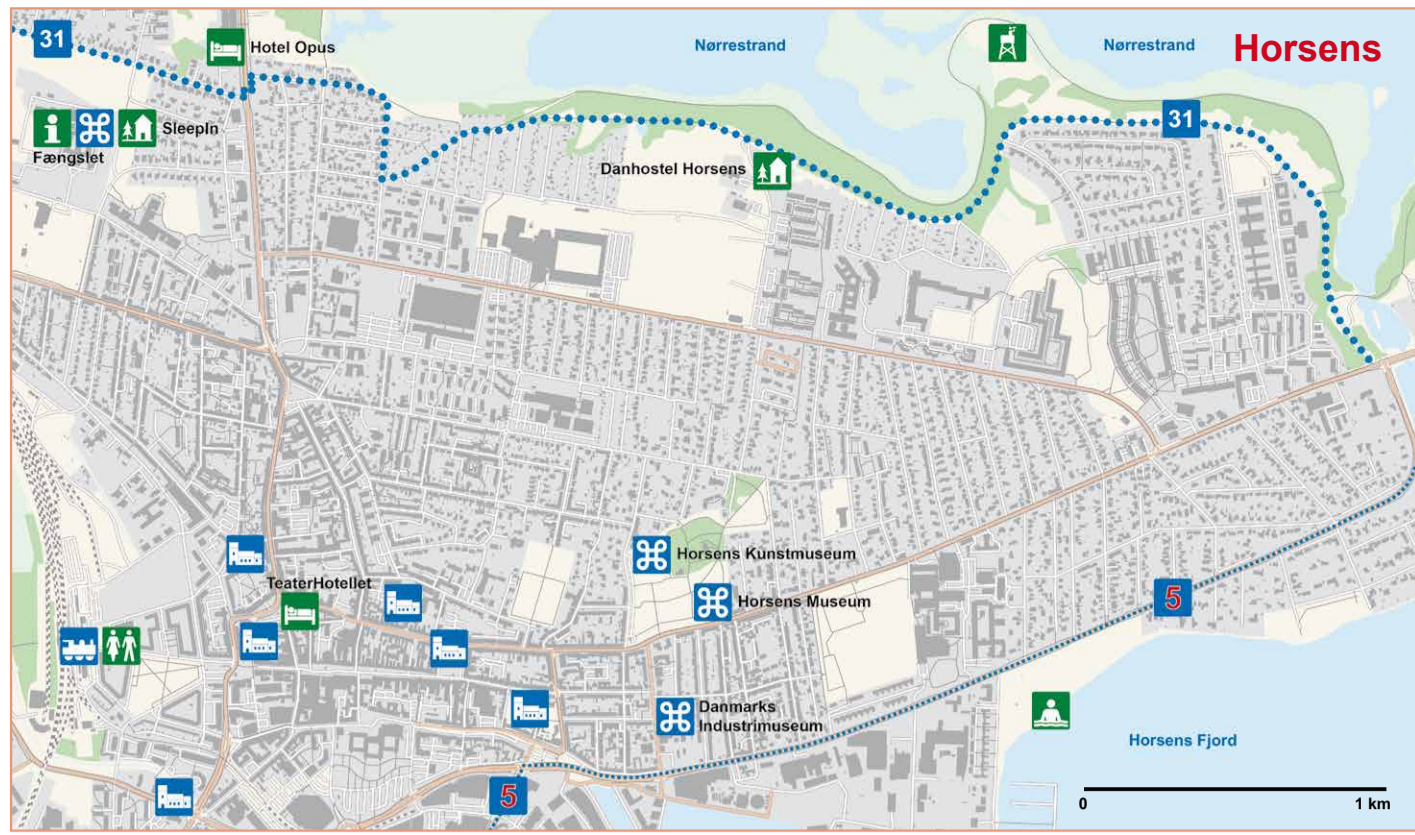 31
Hotel Opus
Nørrestrand
Nørrestrand
Horsens
SleepIn
Fængslet
31
Danhostel Horsens
Horsens Kunstmuseum
TeaterHotellet
Horsens Museum
5
Danmarks
Industrimuseum
Horsens Fjord
5
0
1 km